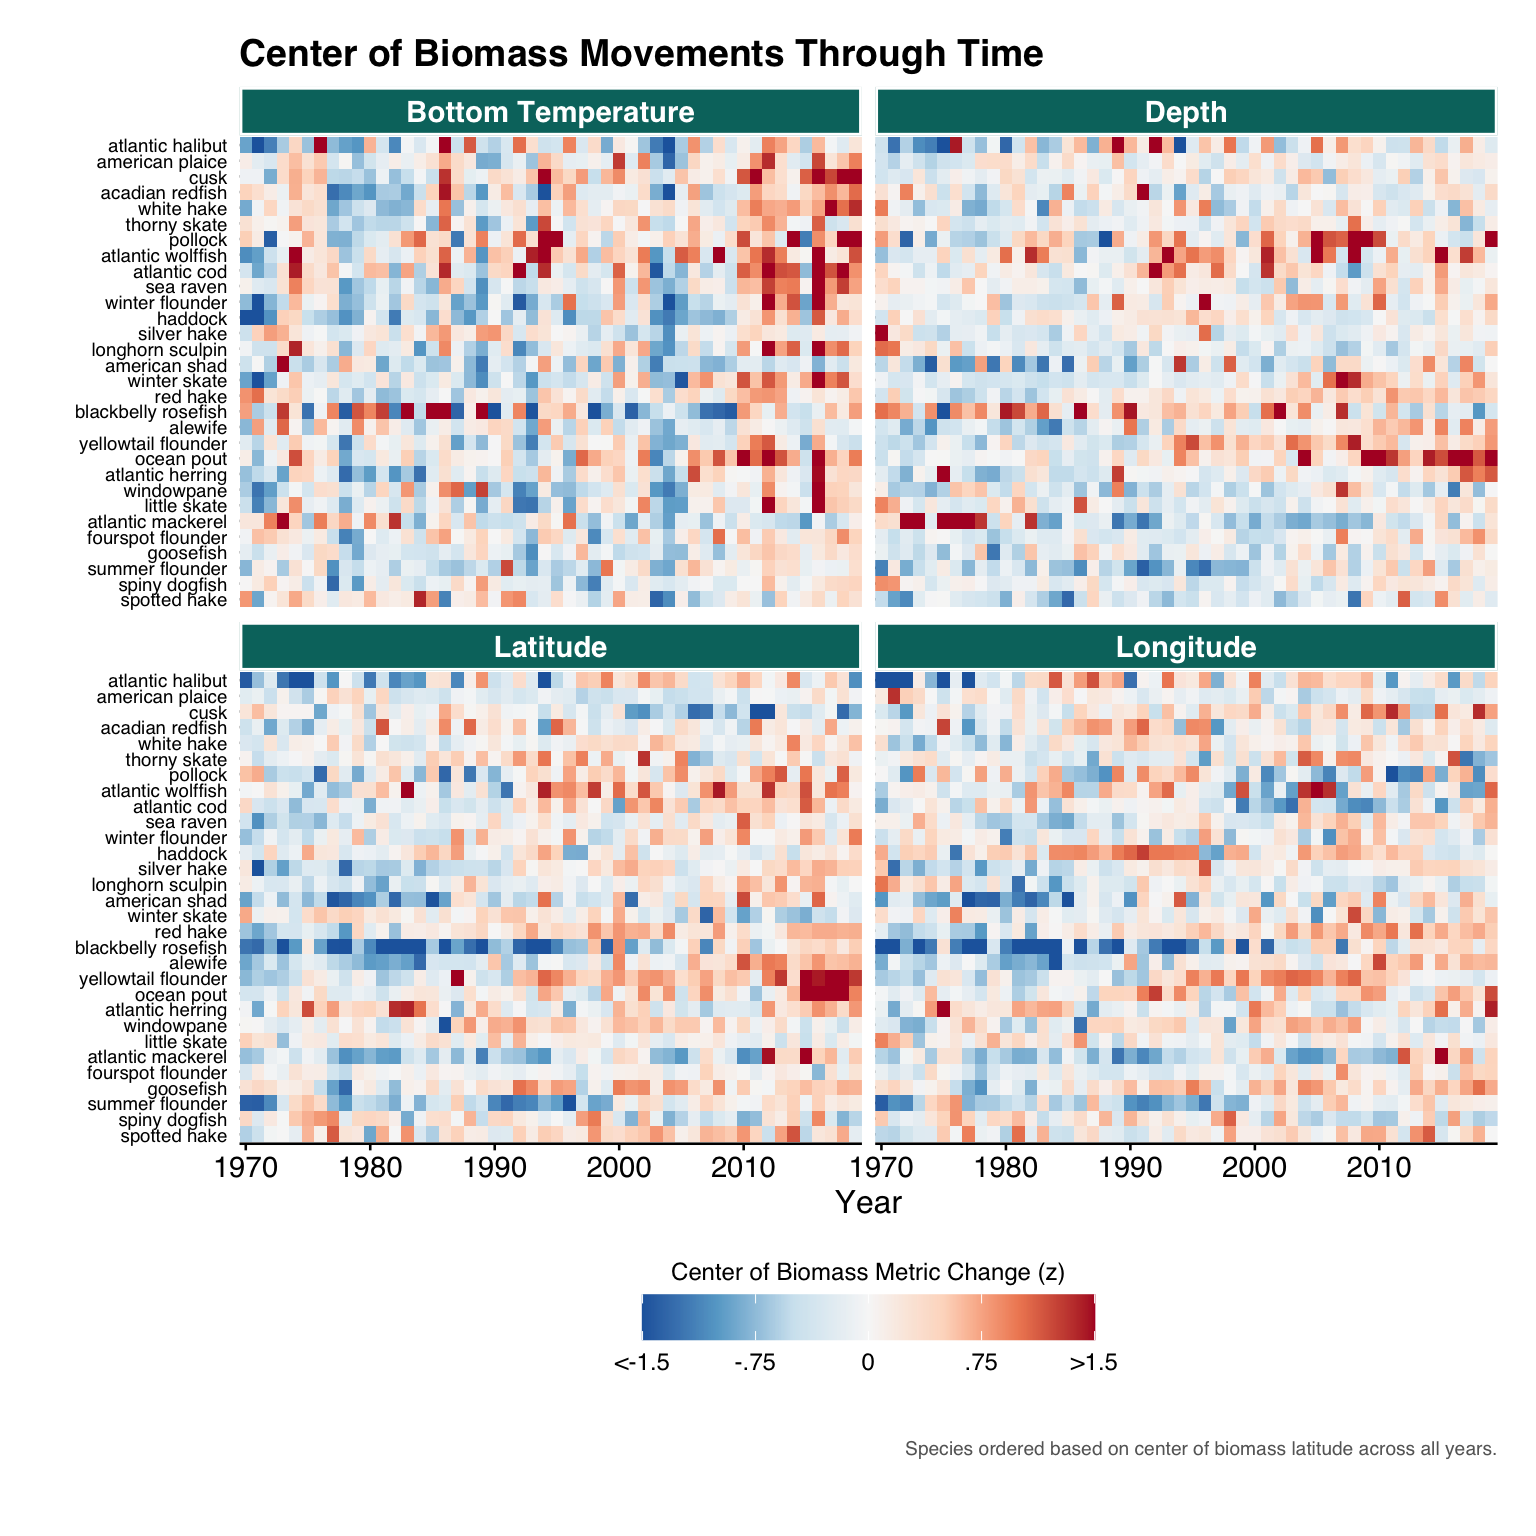 Center of Biomass Movements Through Time
Bottom Temperature
Depth
atlantic halibut
american plaice
cusk
acadian redfish
white hake
thorny skate
pollock
atlantic wolffish
atlantic cod
sea raven
winter flounder
haddock
silver hake
longhorn sculpin
american shad
winter skate
red hake
blackbelly rosefish
alewife
yellowtail flounder
ocean pout
atlantic herring
windowpane
little skate
atlantic mackerel
fourspot flounder
goosefish
summer flounder
spiny dogfish
spotted hake
Latitude
Longitude
atlantic halibut
american plaice
cusk
acadian redfish
white hake
thorny skate
pollock
atlantic wolffish
atlantic cod
sea raven
winter flounder
haddock
silver hake
longhorn sculpin
american shad
winter skate
red hake
blackbelly rosefish
alewife
yellowtail flounder
ocean pout
atlantic herring
windowpane
little skate
atlantic mackerel
fourspot flounder
goosefish
summer flounder
spiny dogfish
spotted hake
1970 1980 1990 2000 2010 1970 1980 1990 2000 2010
Year
Center of Biomass Metric Change (z)
<-1.5 -.75 0 .75 >1.5
Species ordered based on center of biomass latitude across all years.